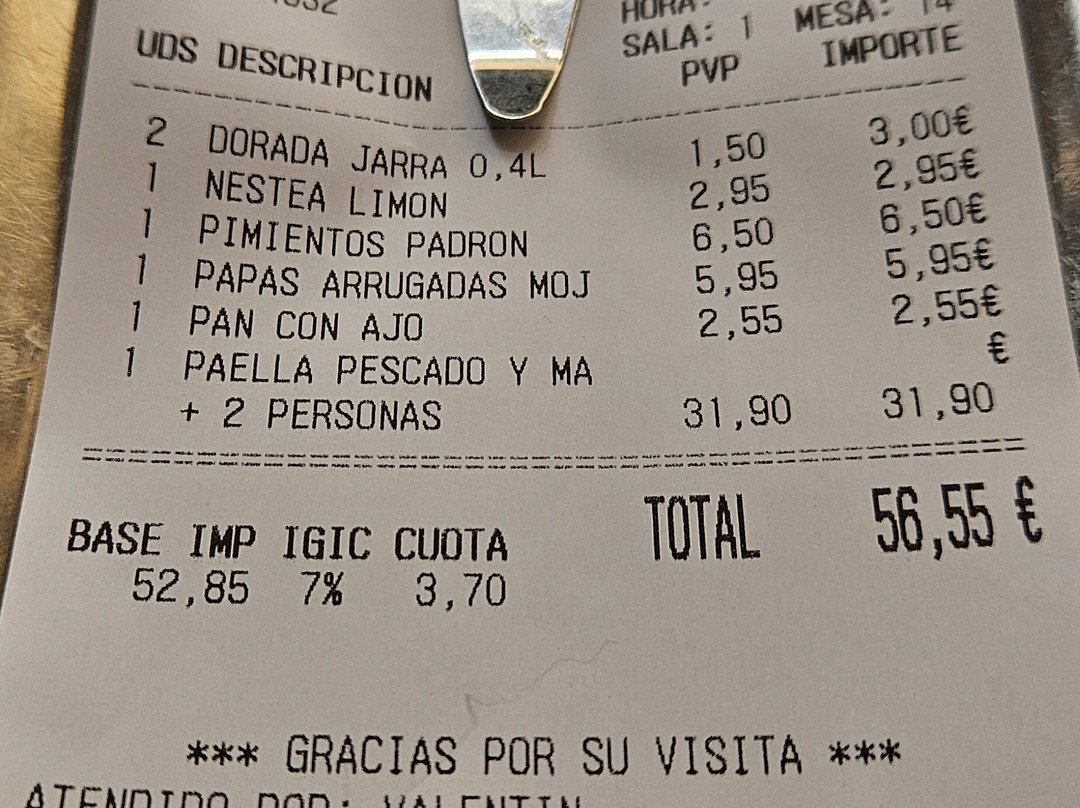 HORA:
SALA: 1 MESA: 14
UDS DESCRIPCION PVP IMPORTE
2 DORADA JARRA 0,4L 1,50 3,00€
1 NESTEA LIMON 2,95 2,95€
1 PIMIENTOS PADRON 6,50 6,50€
1 PAPAS ARRUGADAS MOJ 5,95 5,95€
1 PAN CON AJO 2,55 2,55€
1 PAELLA PESCADO Y MA €
+ 2 PERSONAS 31,90 31,90
TOTAL 56,55 €
BASE IMP IGIC CUOTA
52,85 7% 3,70
*** GRACIAS POR SU VISITA ***
ATENDIDO POR: VALENTIN